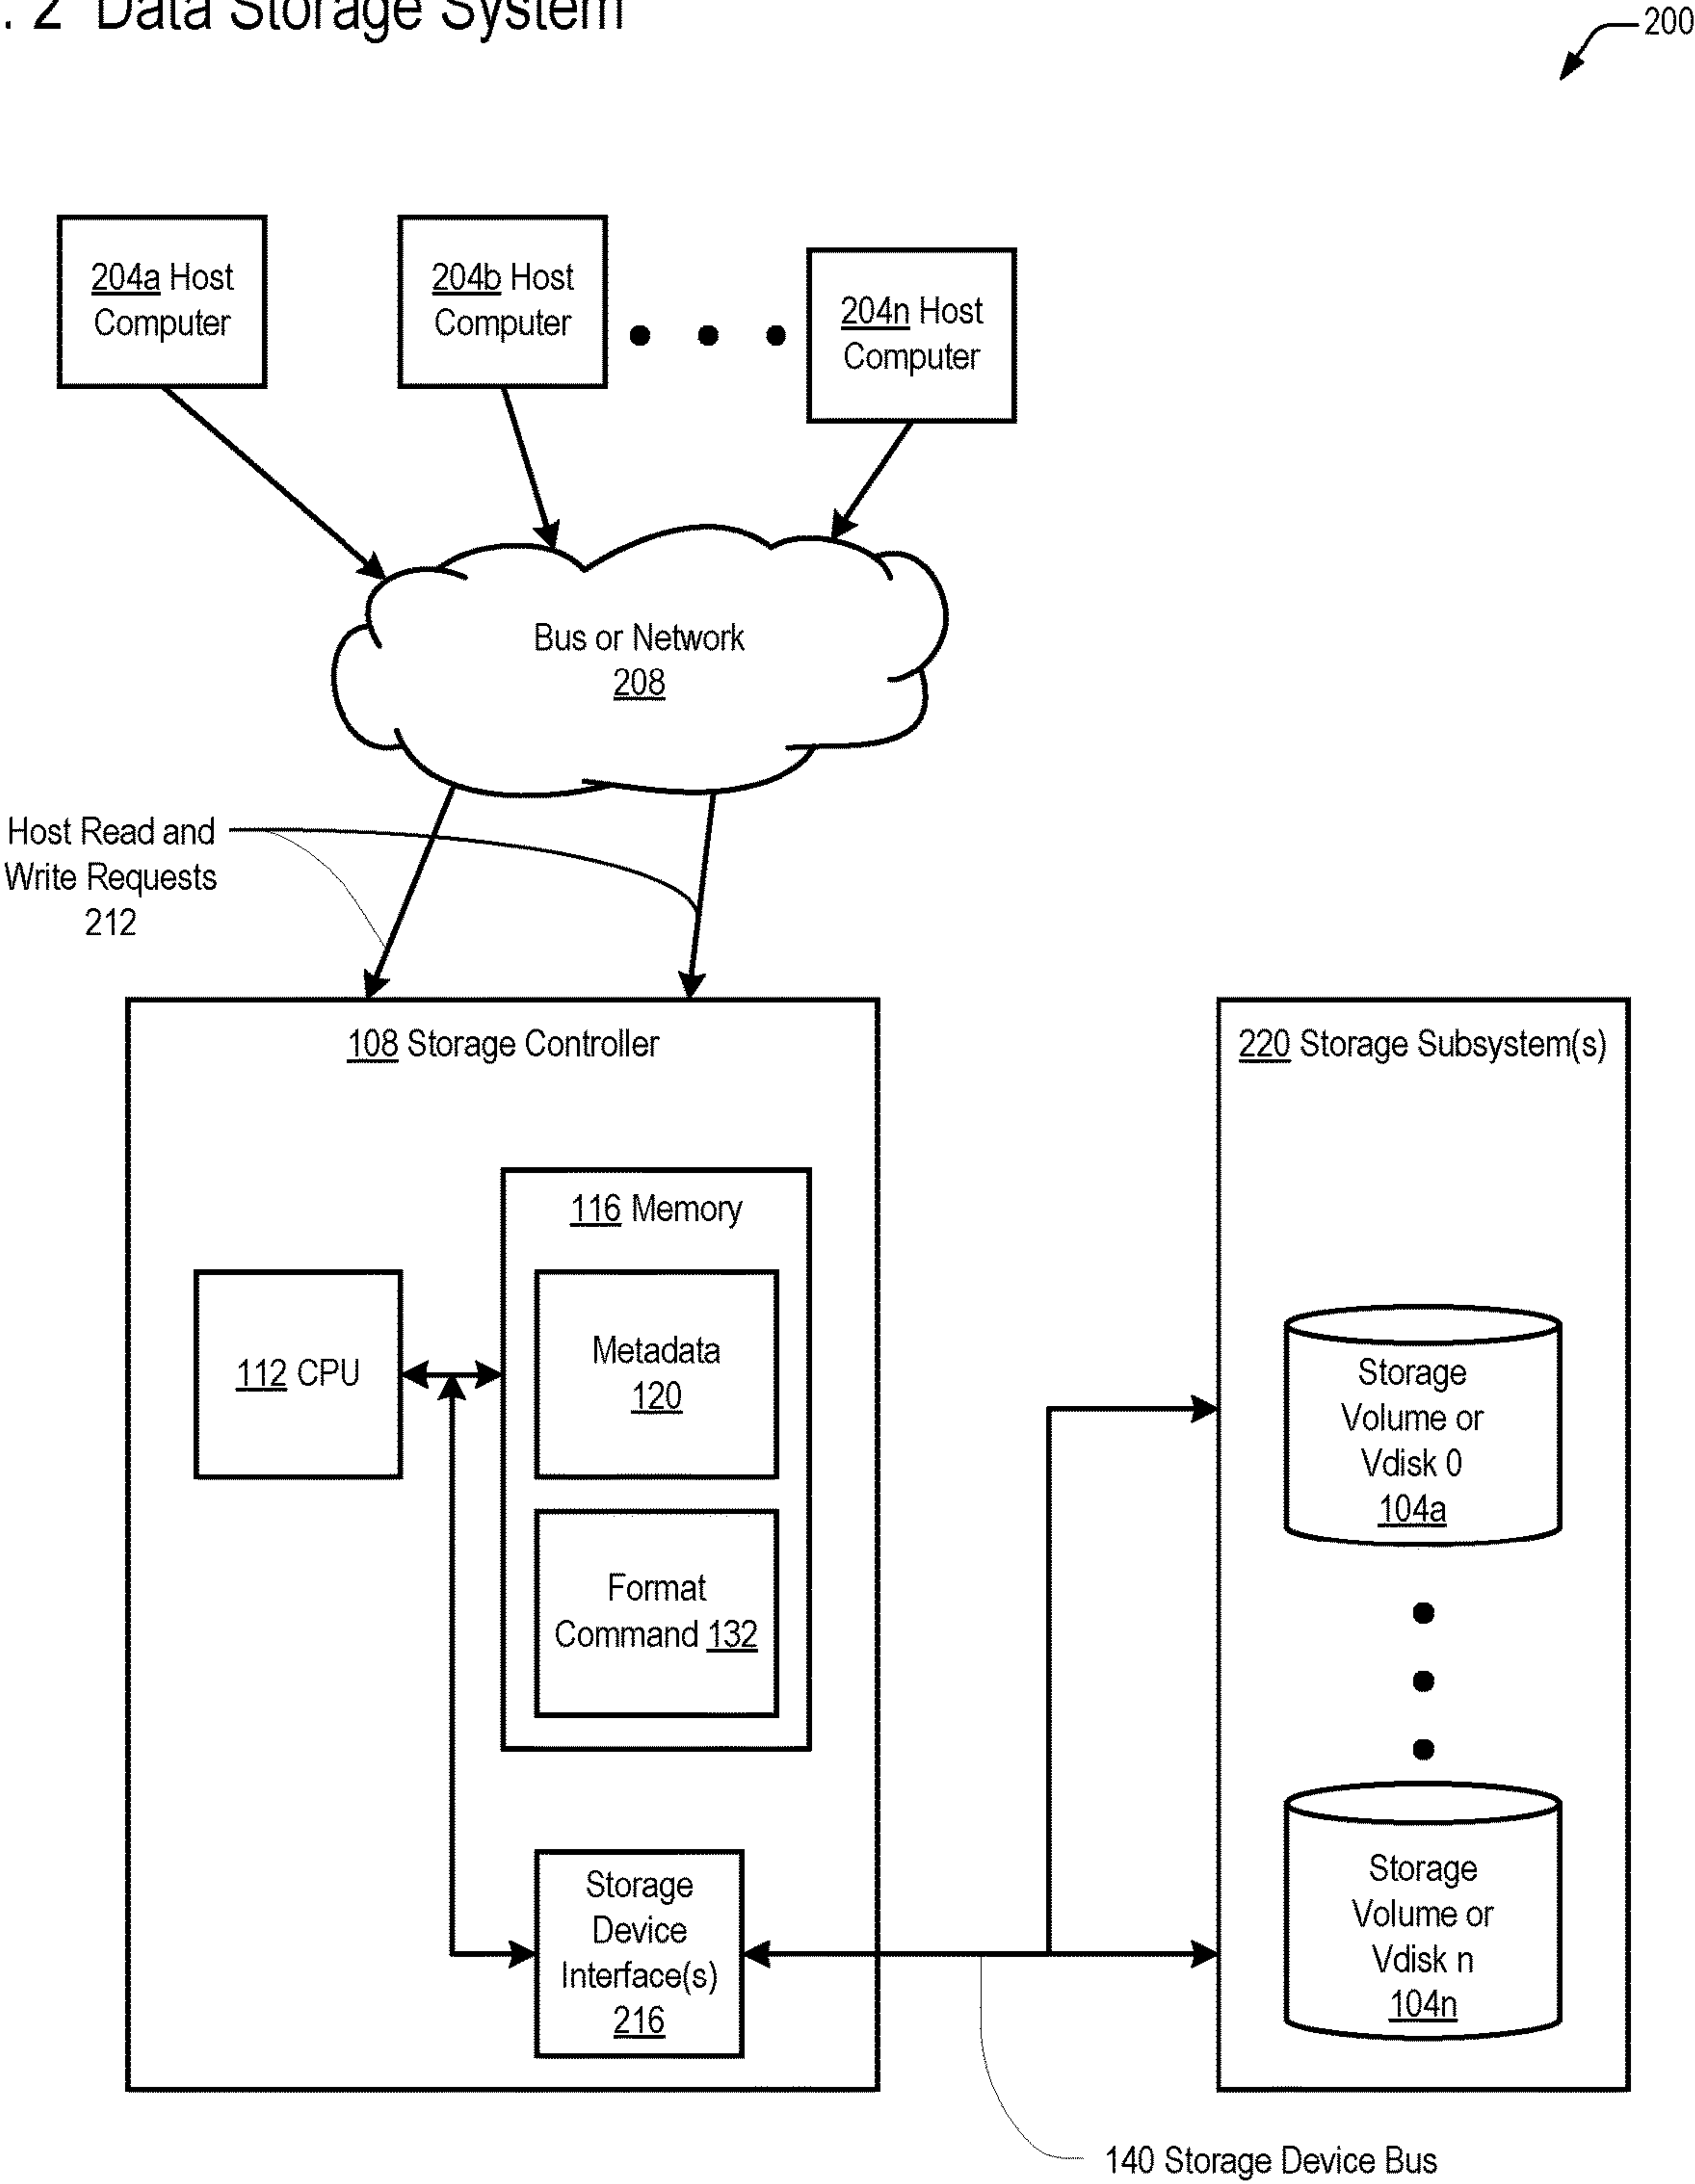 . 2 Data Storage System
200
204a Host
Computer
204b Host
Computer
204n Host
Computer
Bus or Network
208
Host Read and
Write Requests
212
108 Storage Controller
220 Storage Subsystem(s)
116 Memory
112 CPU
Metadata
120
Format
Command 132
Storage
Volume or
Vdisk 0
104a
Storage
Device
Interface(s)
216
Storage
Volume or
Vdisk n
104n
140 Storage Device Bus